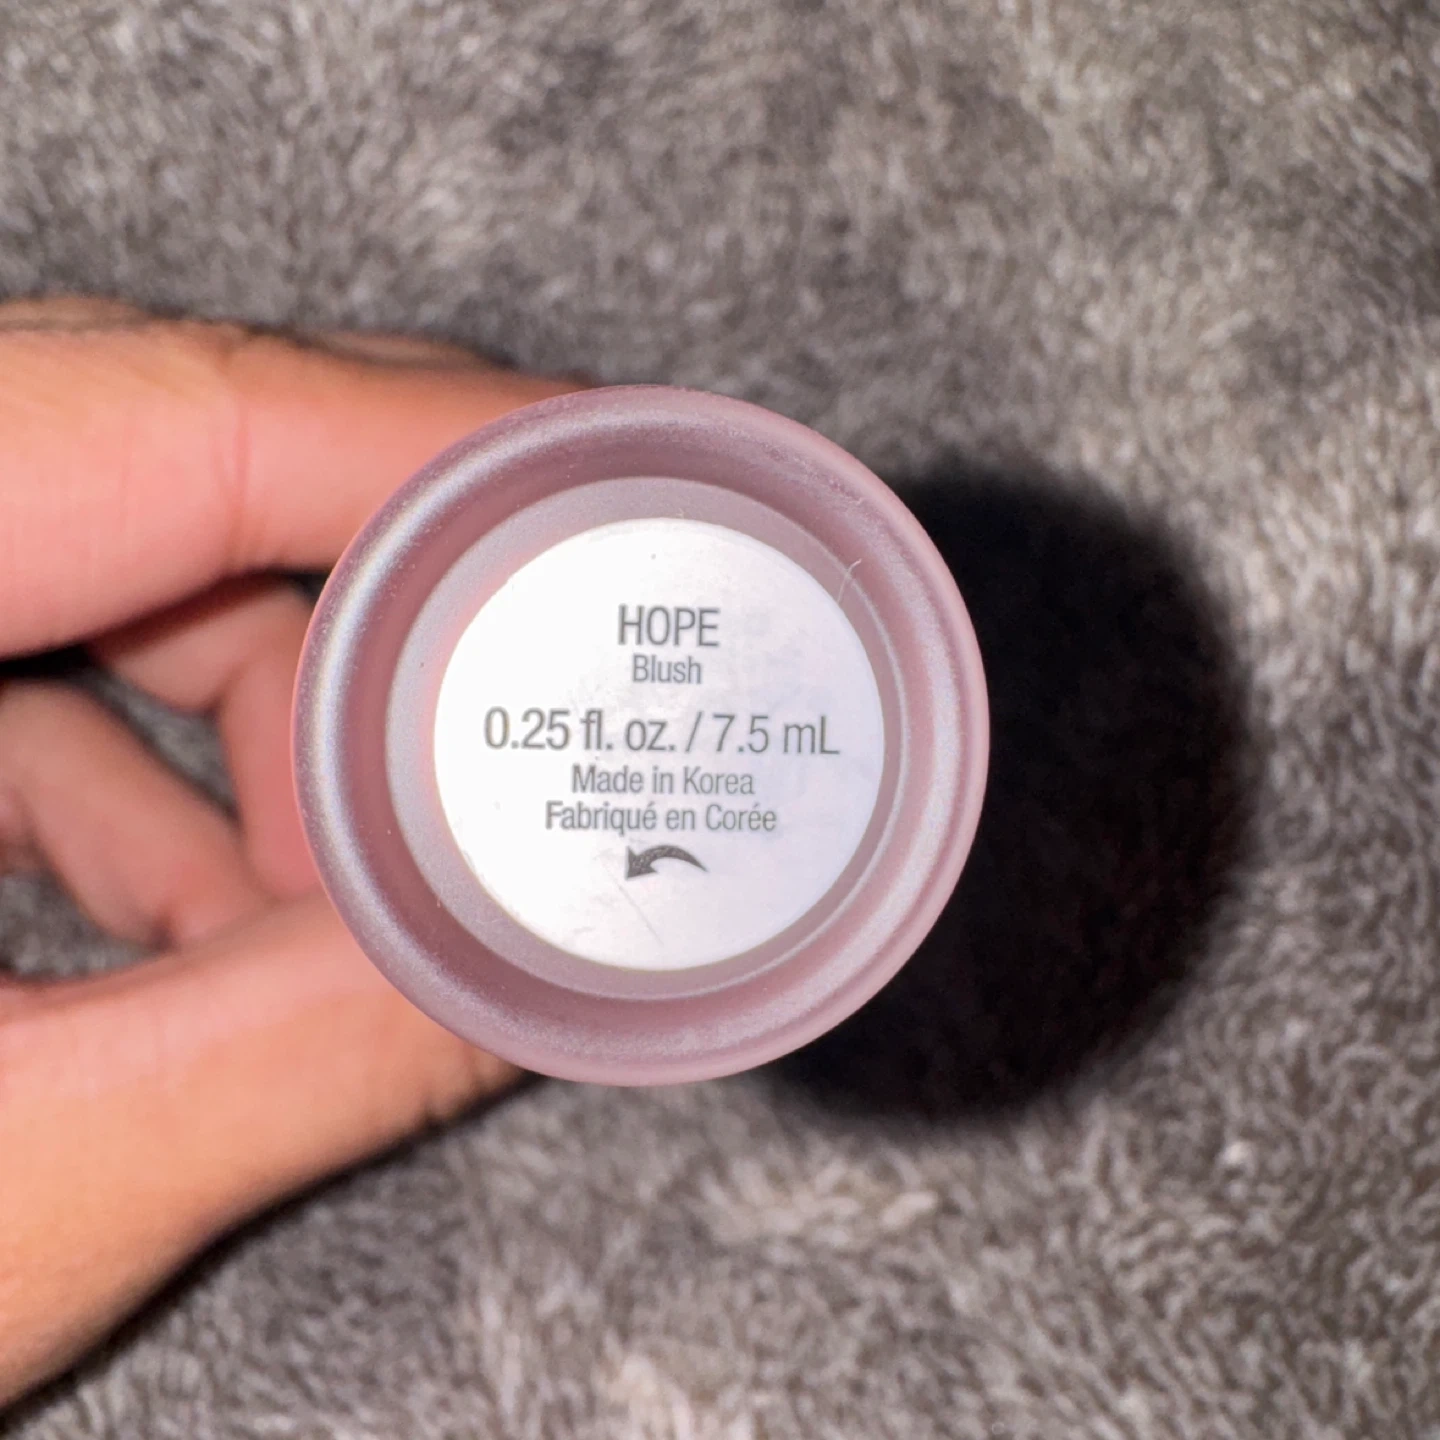 HOPE
Blush
0.25 fl. oz. / 7.5 mL
Made in Korea
Fabriqué en Corée